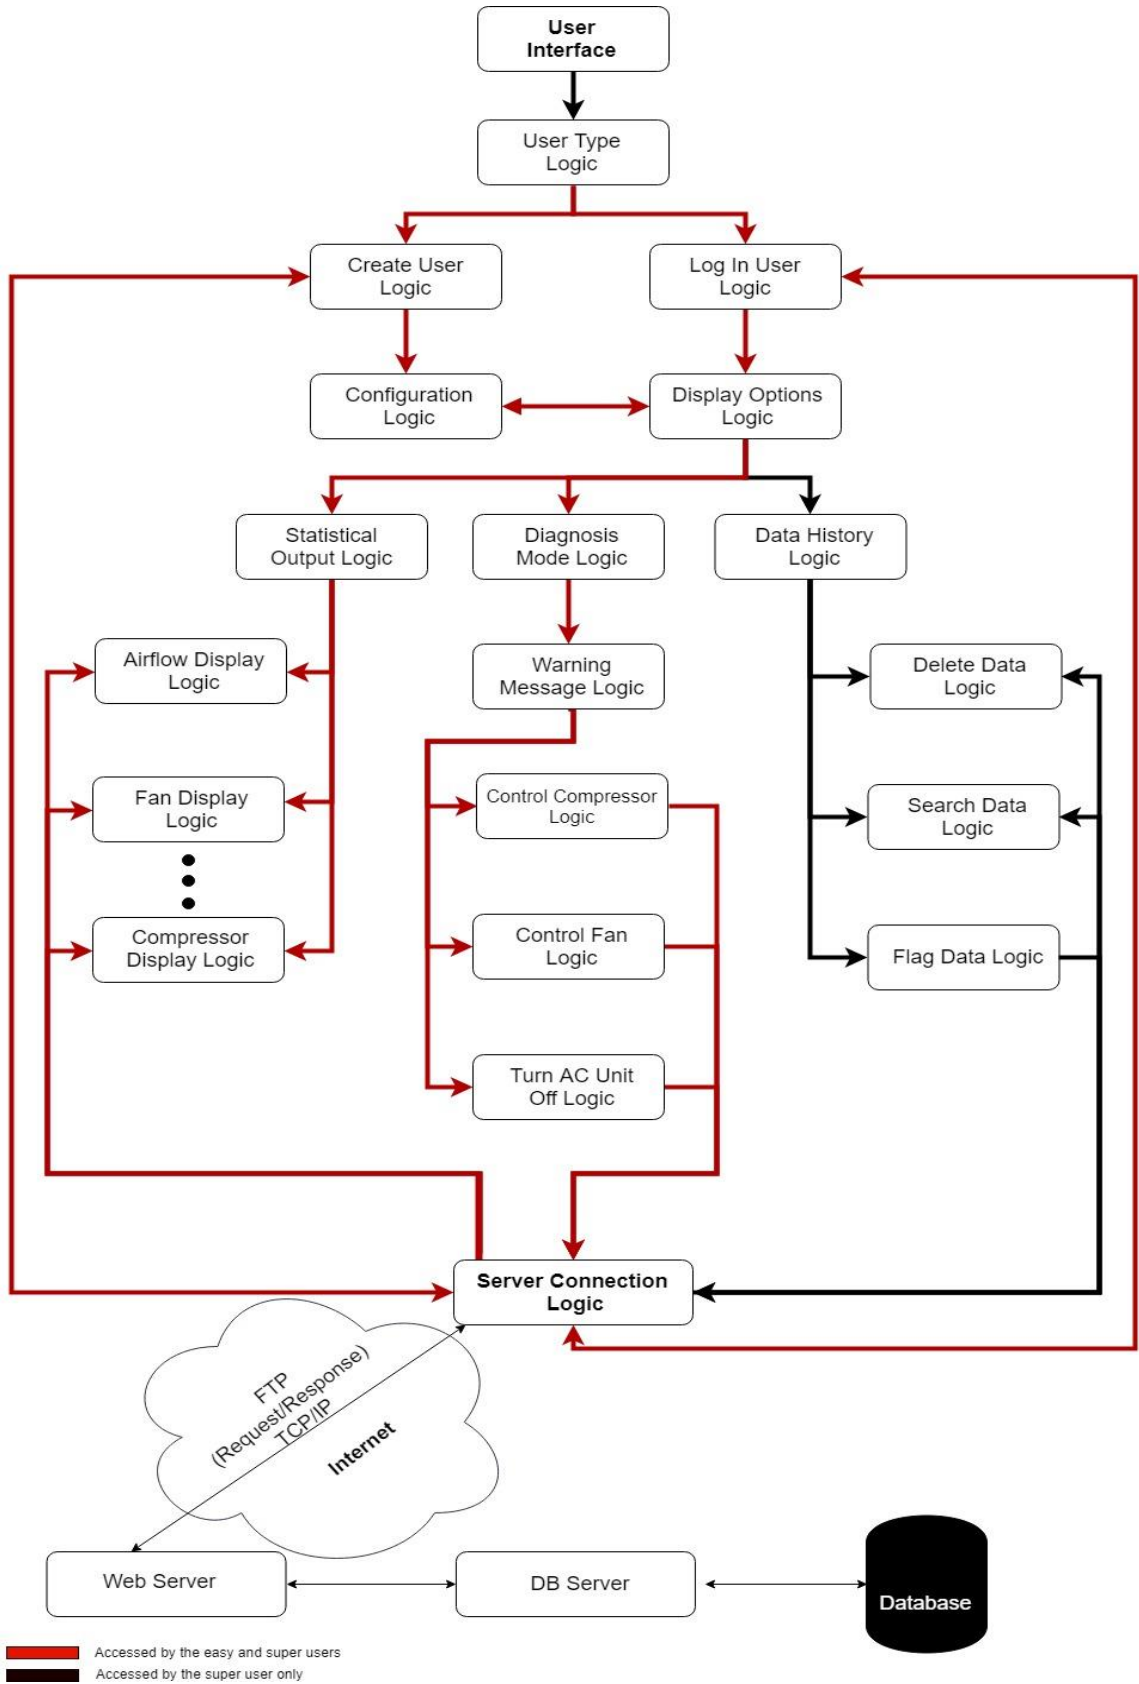 User
Interface
User Type
Logic
Create User
Logic
Log In User
Logic
Configuration
Logic
Display Options
Logic
Statistical
Output Logic
Diagnosis
Mode Logic
Data History
Logic
Airflow Display
Logic
Warning
Message Logic
Delete Data
Logic
Fan Display
Logic
Control Compressor
Logic
Search Data
Logic
Compressor
Display Logic
Control Fan
Logic
Flag Data Logic
Turn AC Unit
Off Logic
Server Connection
Logic
FTP
(Request/Response)
TCP/IP
Internet
Web Server
DB Server
Database
Accessed by the easy and super users
Accessed by the super user only